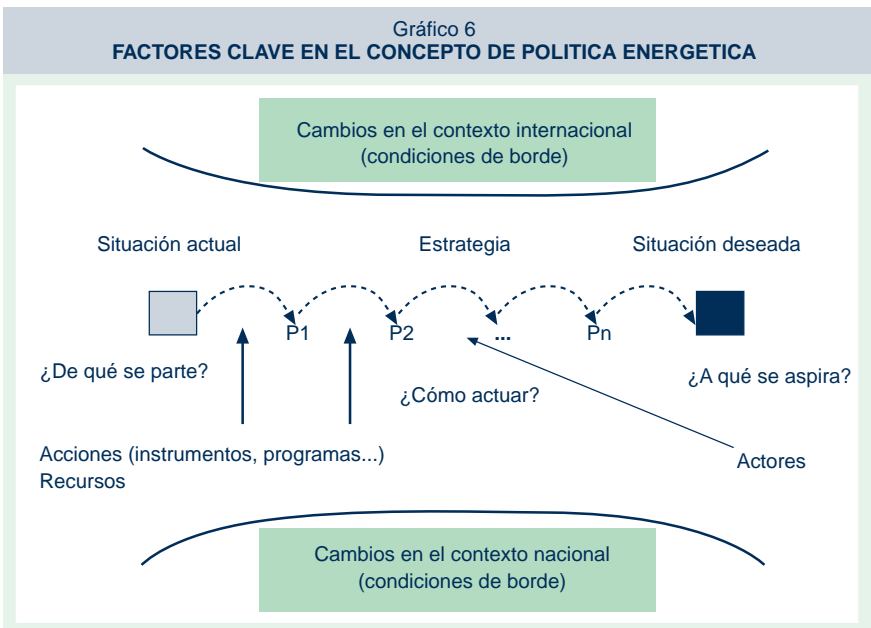 Gráfico 6
FACTORES CLAVE EN EL CONCEPTO DE POLITICA ENERGETICA
Cambios en el contexto internacional
(condiciones de borde)
Situación actual
Estrategia
Situación deseada
P1
P2
...
Pn
¿De qué se parte?
¿Cómo actuar?
¿A qué se aspira?
Acciones (instrumentos, programas...)
Recursos
Actores
Cambios en el contexto nacional
(condiciones de borde)